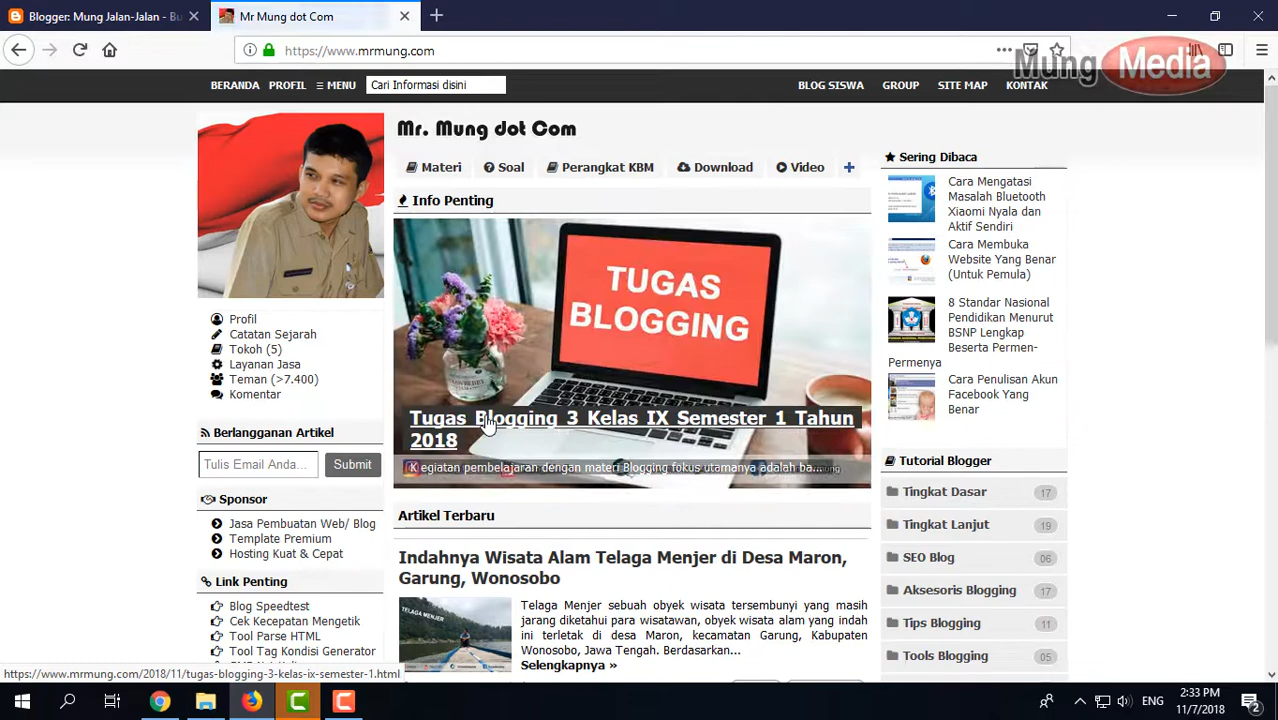 Blogger: Mung Jalan-Jalan - Bu
Mr Mung dot Com
https://www.mrmung.com
Mung Media
BERANDA PROFIL MENU Cari Informasi disini BLOG SISWA GROUP SITE MAP KONTAK
Mr. Mung dot Com
Materi Soal Perangkat KBM Download Video
Info Penting
TUGAS
BLOGGING
Tugas Blogging 3 Kelas IX Semester 1 Tahun
2018
Kegiatan pembelajaran dengan materi Blogging fokus utamanya adalah ba...
Artikel Terbaru
Indahnya Wisata Alam Telaga Menjer di Desa Maron,
Garung, Wonosobo
TELAGA MENJER
Telaga Menjer sebuah obyek wisata tersembunyi yang masih
jarang diketahui para wisatawan, obyek wisata alam yang indah
ini terletak di desa Maron, kecamatan Garung, Kabupaten
Wonosobo, Jawa Tengah. Berdasarkan...
Selengkapnya »
Profil
Catatan Sejarah
Tokoh (5)
Layanan Jasa
Teman (>7.400)
Komentar
Berlangganan Artikel
Tulis Email Anda... Submit
Sponsor
Jasa Pembuatan Web/ Blog
Template Premium
Hosting Kuat & Cepat
Link Penting
Blog Speedtest
Cek Kecepatan Mengetik
Tool Parse HTML
Tool Tag Kondisi Generator
Sering Dibaca
Cara Mengatasi
Masalah Bluetooth
Xiaomi Nyala dan
Aktif Sendiri
Cara Membuka
Website Yang Benar
(Untuk Pemula)
8 Standar Nasional
Pendidikan Menurut
BSNP Lengkap
Beserta Permen-
Permenya
Cara Penulisan Akun
Facebook Yang
Benar
Tutorial Blogger
Tingkat Dasar 17
Tingkat Lanjut 19
SEO Blog 06
Aksesoris Blogging 17
Tips Blogging 11
Tools Blogging 05
https://www.mrmung.com/2018/11/tugas-blogging-3-kelas-ix-semester-1.html
ENG
2:33 PM
11/7/2018
2